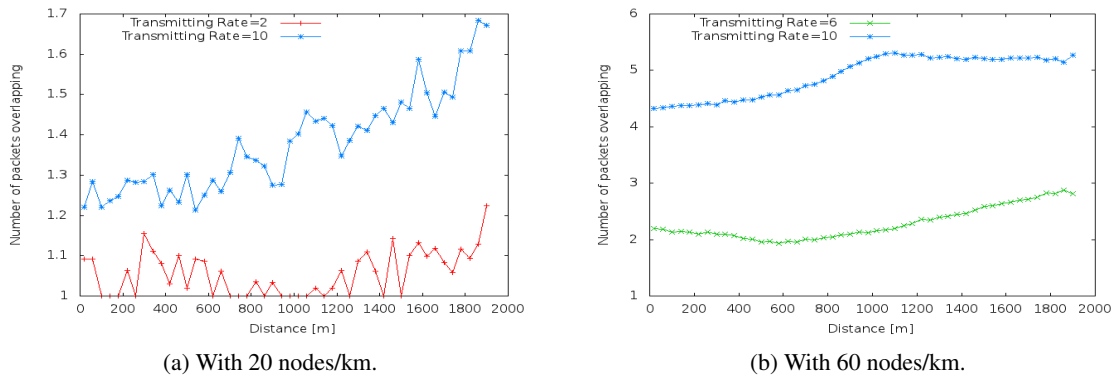 Number of packets overlapping
1.7
1.6
1.5
1.4
1.3
1.2
1.1
1
Transmitting Rate=2
Transmitting Rate=10
0 200 400 600 800 1000 1200 1400 1600 1800 2000
Distance [m]
(a) With 20 nodes/km.
Number of packets overlapping
6
5
4
3
2
1
Transmitting Rate=6
Transmitting Rate=10
0 200 400 600 800 1000 1200 1400 1600 1800 2000
Distance [m]
(b) With 60 nodes/km.